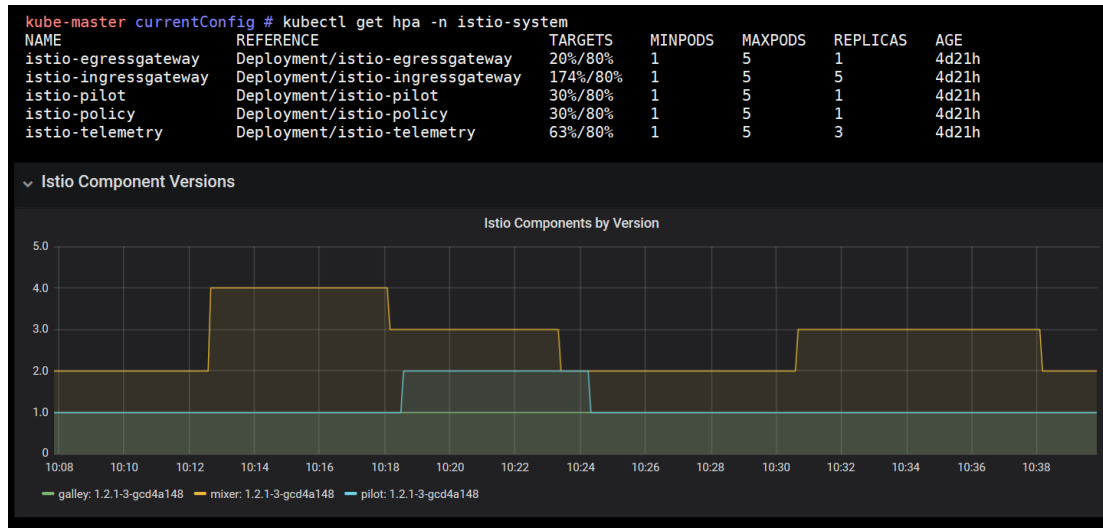 kube-master currentConfig # kubectl get hpa -n istio-system
NAME REFERENCE TARGETS MINPODS MAXPODS REPLICAS AGE
istio-egressgateway Deployment/istio-egressgateway 20%/80% 1 5 1 4d21h
istio-ingressgateway Deployment/istio-ingressgateway 174%/80% 1 5 5 4d21h
istio-pilot Deployment/istio-pilot 30%/80% 1 5 1 4d21h
istio-policy Deployment/istio-policy 30%/80% 1 5 1 4d21h
istio-telemetry Deployment/istio-telemetry 63%/80% 1 5 3 4d21h
Istio Component Versions
Istio Components by Version
5.0
4.0
3.0
2.0
1.0
0
10:08 10:10 10:12 10:14 10:16 10:18 10:20 10:22 10:24 10:26 10:28 10:30 10:32 10:34 10:36 10:38
galley: 1.2.1-3-gcd4a148 mixer: 1.2.1-3-gcd4a148 pilot: 1.2.1-3-gcd4a148